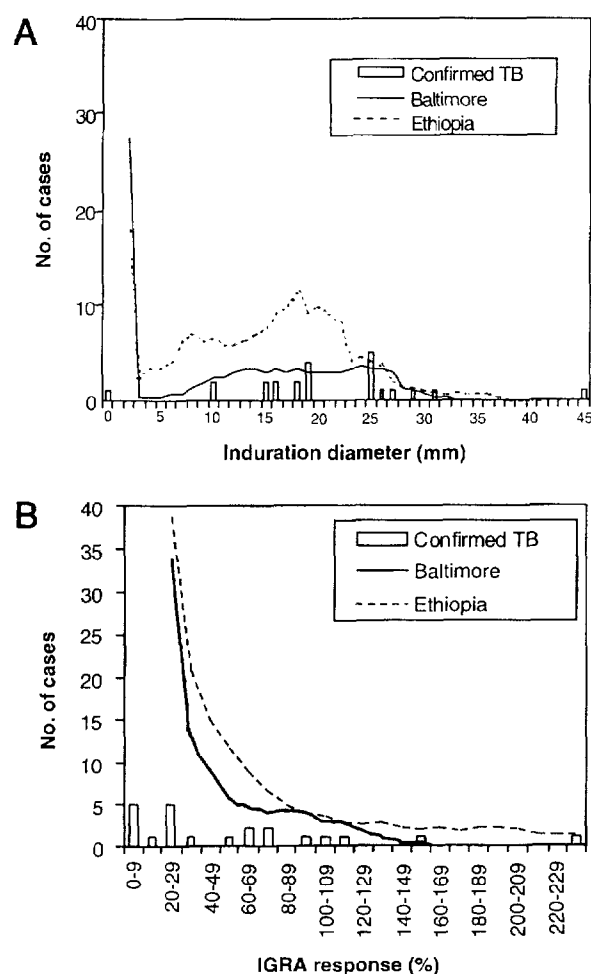 A
40
30
20
10
0
No. of cases
Confirmed TB
Baltimore
Ethiopia
0 5 10 15 20 25 30 35 40 45
Induration diameter (mm)
B
40
35
30
25
20
15
10
5
0
No. of cases
Confirmed TB
Baltimore
Ethiopia
0-9
20-29
40-49
60-69
80-89
100-109
120-129
140-149
160-169
180-189
200-209
220-229
IGRA response (%)